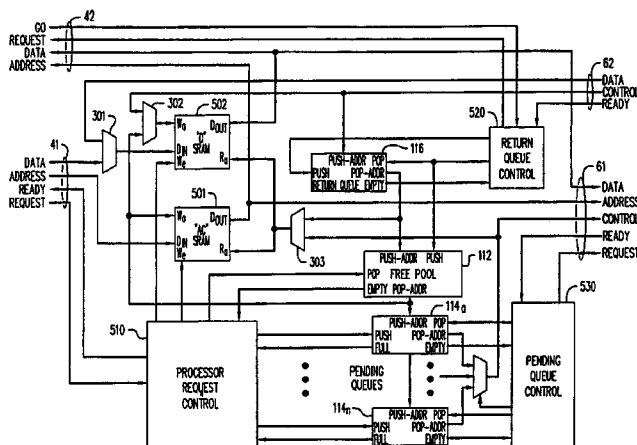 42
GO
REQUEST
DATA
ADDRESS
62
DATA
CONTROL
READY
301
302
502
Wa
DOUT
"D"
SRAM
DIN
We
Ra
520
RETURN
QUEUE
CONTROL
116
PUSH-ADDR POP
PUSH POP-ADDR
RETURN QUEUE EMPTY
41
DATA
ADDRESS
READY
REQUEST
501
Wa
DOUT
"AC"
SRAM
DIN
We
Ra
303
61
DATA
ADDRESS
CONTROL
READY
REQUEST
112
PUSH-ADDR PUSH
POP FREE POOL
EMPTY POP-ADDR
530
510
PROCESSOR
REQUEST
CONTROL
114a
PUSH-ADDR POP
PUSH POP-ADDR
FULL EMPTY
PENDING
QUEUES
114n
PUSH-ADDR POP
PUSH POP-ADDR
FULL EMPTY
PENDING
QUEUE
CONTROL